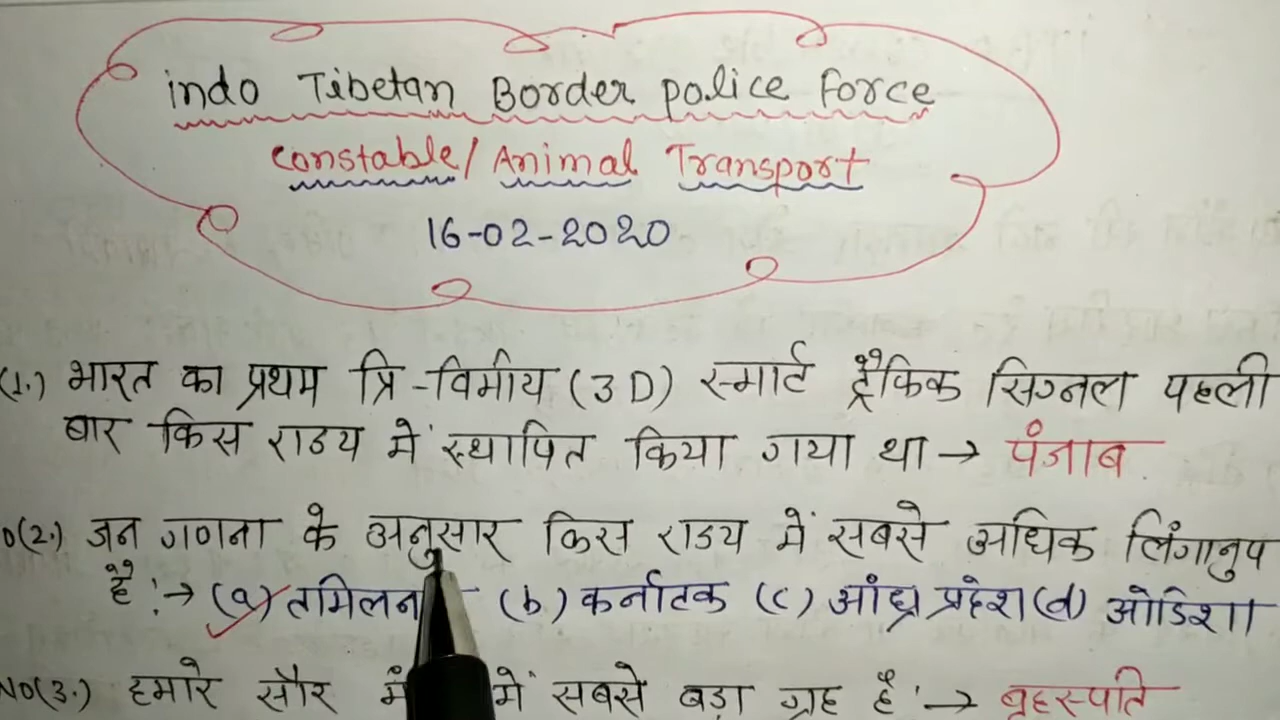 indo Tibetan Border police force
constable/ Animal Transport
16-02-2020
(1.) भारत का प्रथम त्रि-विमीय (3D) स्मार्ट ट्रैफिक सिग्नल पहली
बार किस राज्य में स्थापित किया गया था → पंजाब
(2.) जन गणना के अनुसार किस राज्य में सबसे अधिक लिंगानुप
है :→ (a) तमिलन (b) कर्नाटक (c) आंध्र प्रदेश (d) ओडिशा
No(3.) हमारे सौर में सबसे बड़ा ग्रह है :→ बृहस्पति